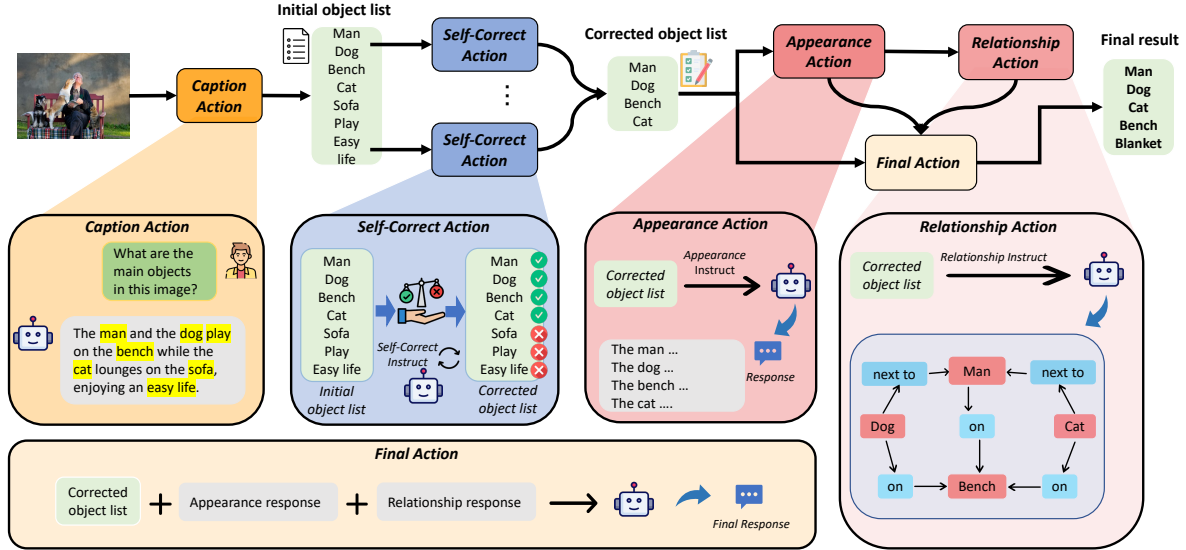 Initial object list
Man
Dog
Bench
Cat
Sofa
Play
Easy
life
Caption
Action
Self-Correct
Action
⋮
Self-Correct
Action
Corrected object list
Man
Dog
Bench
Cat
Appearance
Action
Relationship
Action
Final Action
Final result
Man
Dog
Cat
Bench
Blanket
Caption Action
What are the
main objects
in this image?
The man and the dog play
on the bench while the
cat lounges on the sofa,
enjoying an easy life.
Self-Correct Action
Man
Dog
Bench
Cat
Sofa
Play
Easy life
Initial
object list
Self-Correct
Instruct
Man
Dog
Bench
Cat
Sofa
Play
Easy life
Corrected
object list
Appearance Action
Corrected
object list
Appearance
Instruct
The man ...
The dog ...
The bench ...
The cat ....
Response
Relationship Action
Corrected
object list
Relationship Instruct
next to
Man
next to
Dog
on
Cat
on
Bench
on
Final Action
Corrected
object list
+
Appearance response
+
Relationship response
Final Response